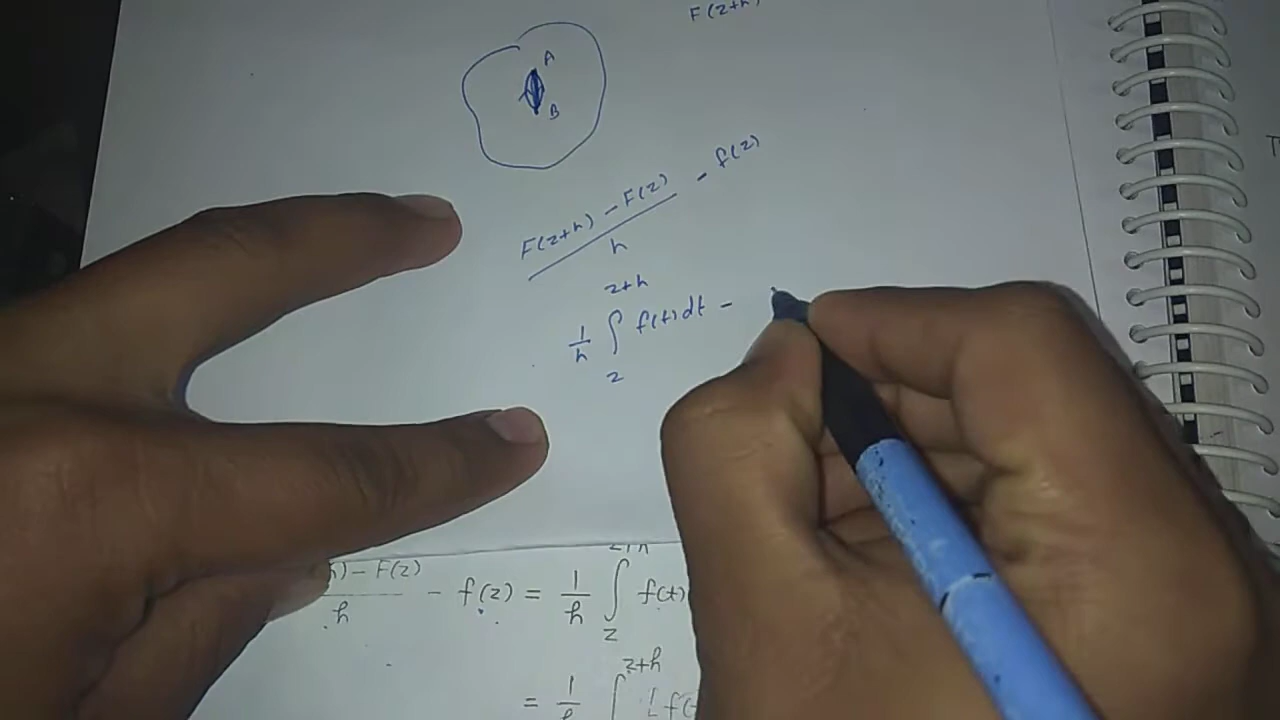 F(z+h)
A
B
F(z+h) - F(z) / h - f(z)
1/h ∫ z z+h f(t)dt -
) - F(z) / h - f(z) = 1/h ∫ z z+h f(t)
= 1/h ∫ z+h [f(